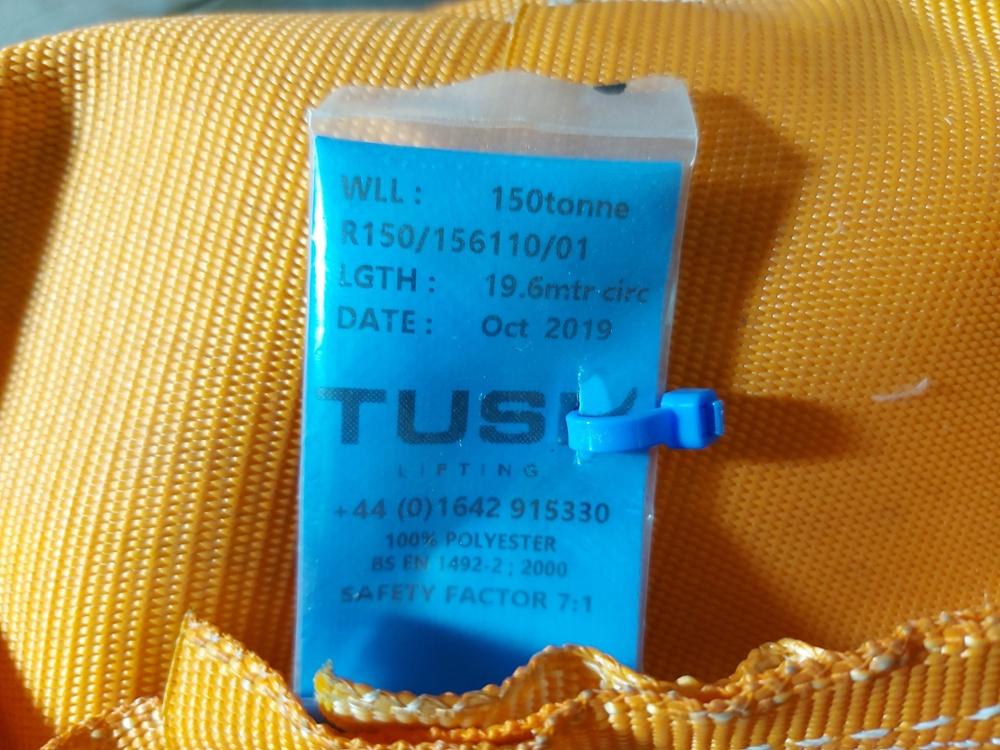 WLL : 150tonne
R150/156110/01
LGTH : 19.6mtr circ
DATE : Oct 2019
TUSK
LIFTING
+44 (0)1642 915330
100% POLYESTER
BS EN 1492-2 : 2000
SAFETY FACTOR 7:1